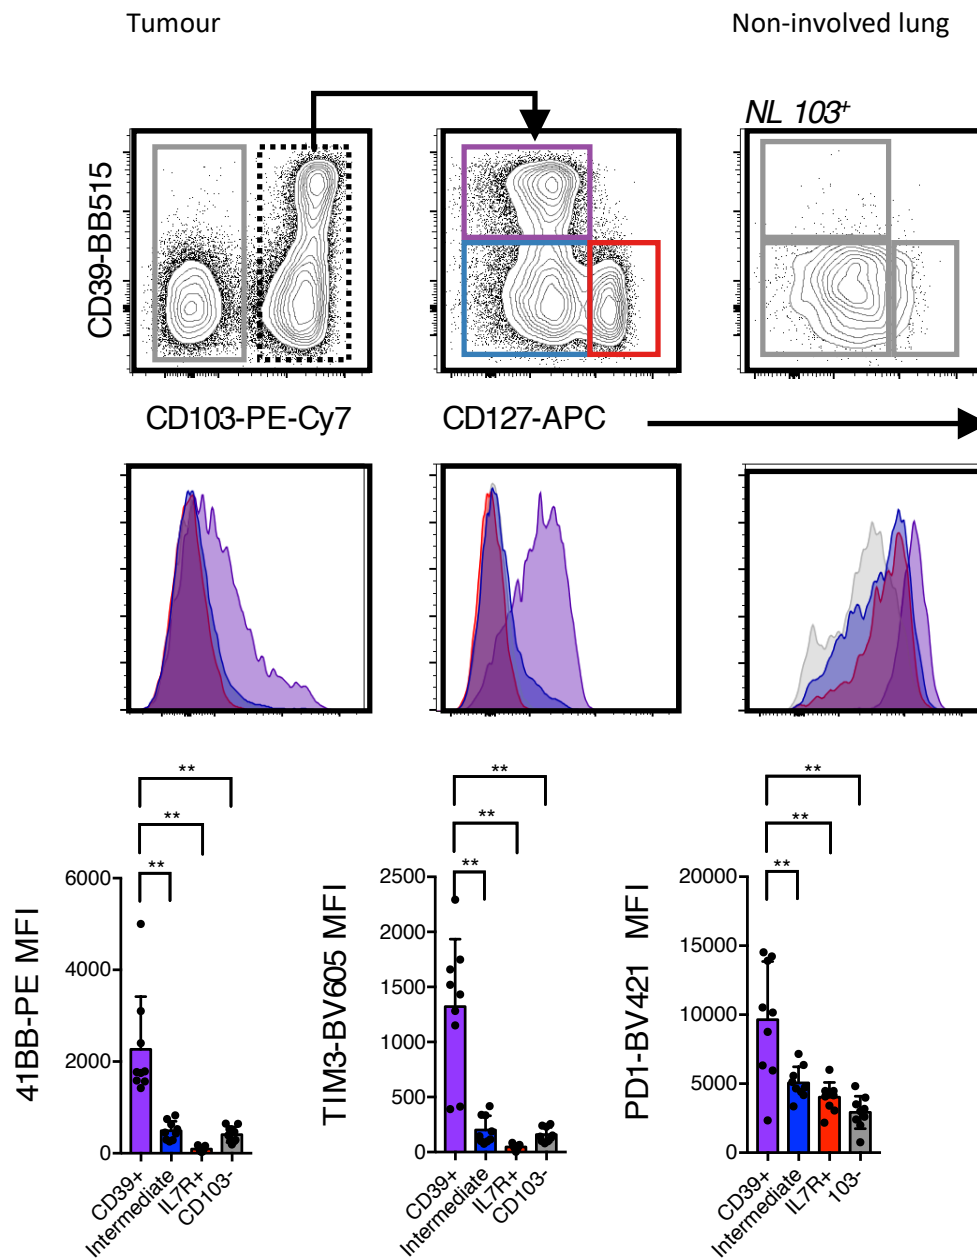 Tumour
Non-involved lung
NL 103+
CD39-BB515
CD103-PE-Cy7
CD127-APC
**
**
**
**
**
**
**
**
**
41BB-PE MFI
6000
4000
2000
0
CD39+
Intermediate
IL7R+
CD103-
TIM3-BV605 MFI
2500
2000
1500
1000
500
0
CD39+
Intermediate
IL7R+
CD103-
PD1-BV421 MFI
20000
15000
10000
5000
0
CD39+
Intermediate
IL7R+
103-